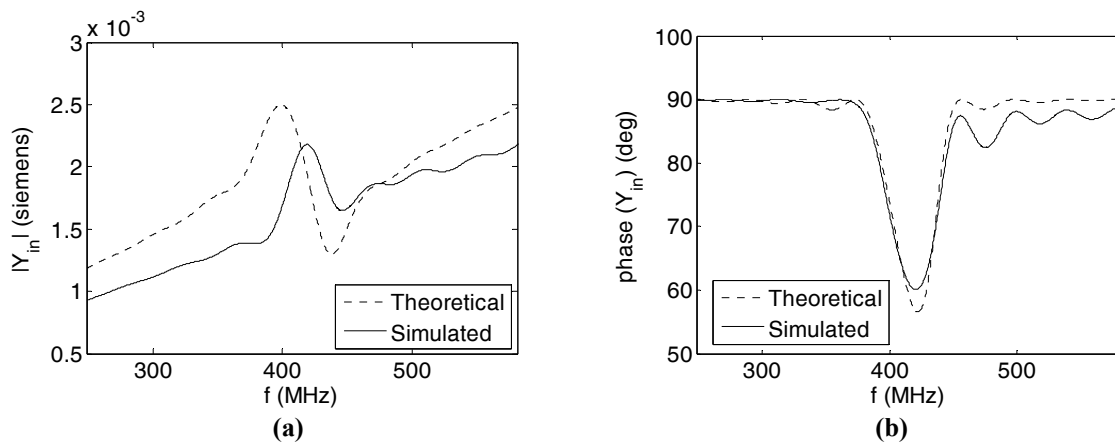 x 10⁻³
3
2.5
2
1.5
1
0.5
|Y_in| (siemens)
Theoretical
Simulated
300 400 500
f (MHz)
(a)
100
90
80
70
60
50
phase (Y_in) (deg)
Theoretical
Simulated
300 400 500
f (MHz)
(b)